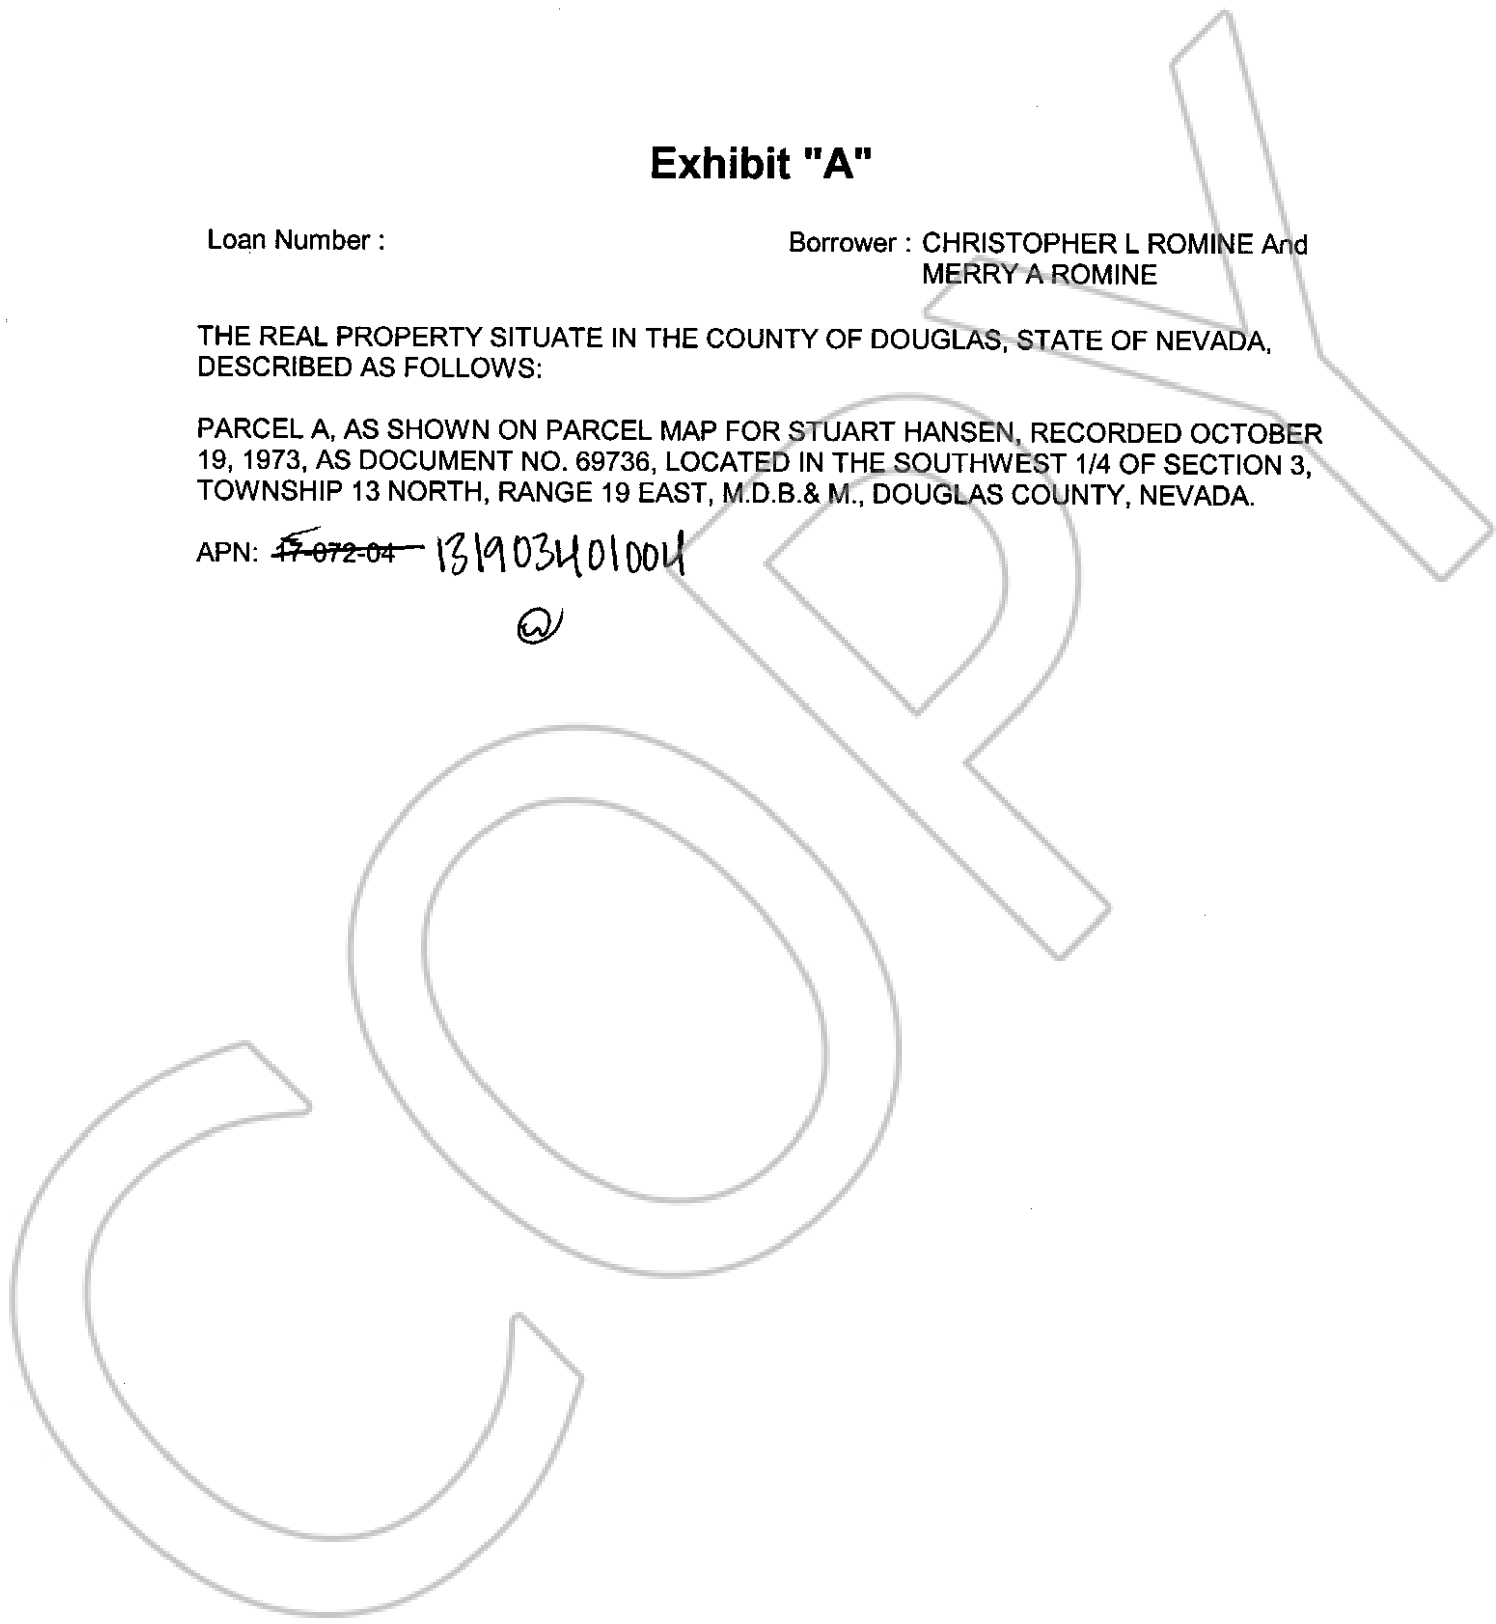 Exhibit "A"
Loan Number :
Borrower : CHRISTOPHER L ROMINE And
MERRY A ROMINE
THE REAL PROPERTY SITUATE IN THE COUNTY OF DOUGLAS, STATE OF NEVADA,
DESCRIBED AS FOLLOWS:
PARCEL A, AS SHOWN ON PARCEL MAP FOR STUART HANSEN, RECORDED OCTOBER
19, 1973, AS DOCUMENT NO. 69736, LOCATED IN THE SOUTHWEST 1/4 OF SECTION 3,
TOWNSHIP 13 NORTH, RANGE 19 EAST, M.D.B.& M., DOUGLAS COUNTY, NEVADA.
APN: 17-072-04 131903401004
COPY